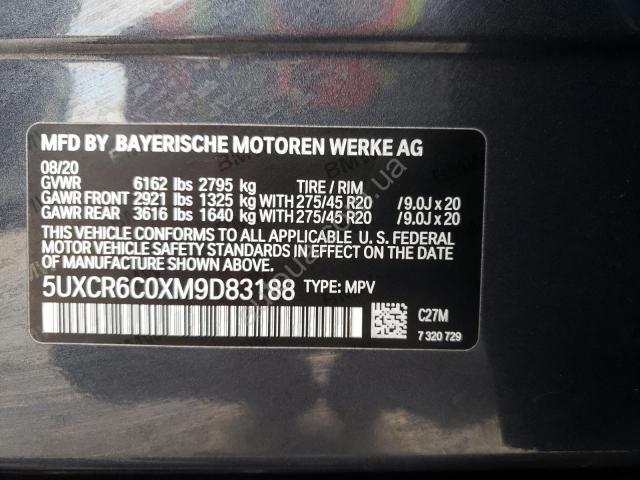 MFD BY BAYERISCHE MOTOREN WERKE AG
08/20
GVWR 6162 lbs 2795 kg TIRE / RIM
GAWR FRONT 2921 lbs 1325 kg WITH 275/45 R20 /9.0J x 20
GAWR REAR 3616 lbs 1640 kg WITH 275/45 R20 /9.0J x 20
THIS VEHICLE CONFORMS TO ALL APPLICABLE U. S. FEDERAL
MOTOR VEHICLE SAFETY STANDARDS IN EFFECT ON THE DATE
OF MANUFACTURE SHOWN ABOVE.
5UXCR6C0XM9D83188 TYPE: MPV
C27M
7 320 729